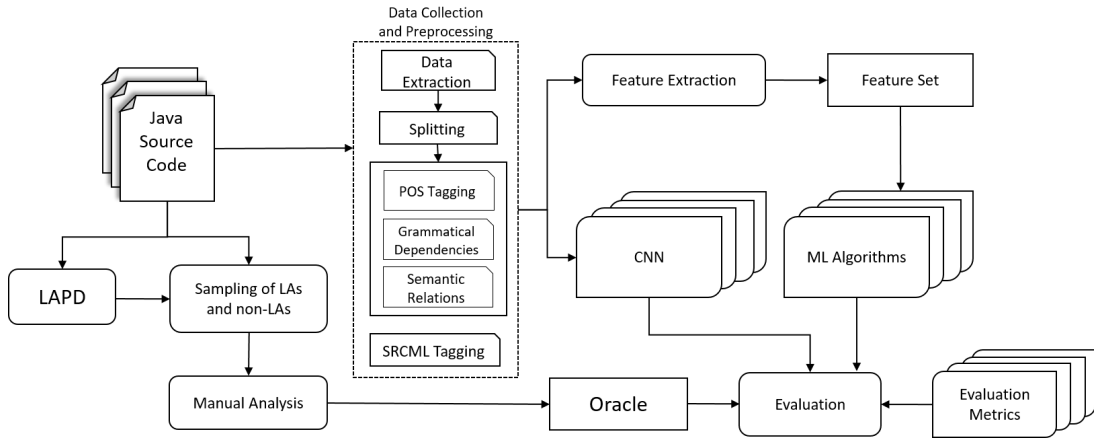 Data Collection
and Preprocessing
Data
Extraction
Splitting
POS Tagging
Grammatical
Dependencies
Semantic
Relations
SRCML Tagging
Java
Source
Code
LAPD
Sampling of LAs
and non-LAs
Manual Analysis
Feature Extraction
Feature Set
CNN
ML Algorithms
Oracle
Evaluation
Evaluation
Metrics